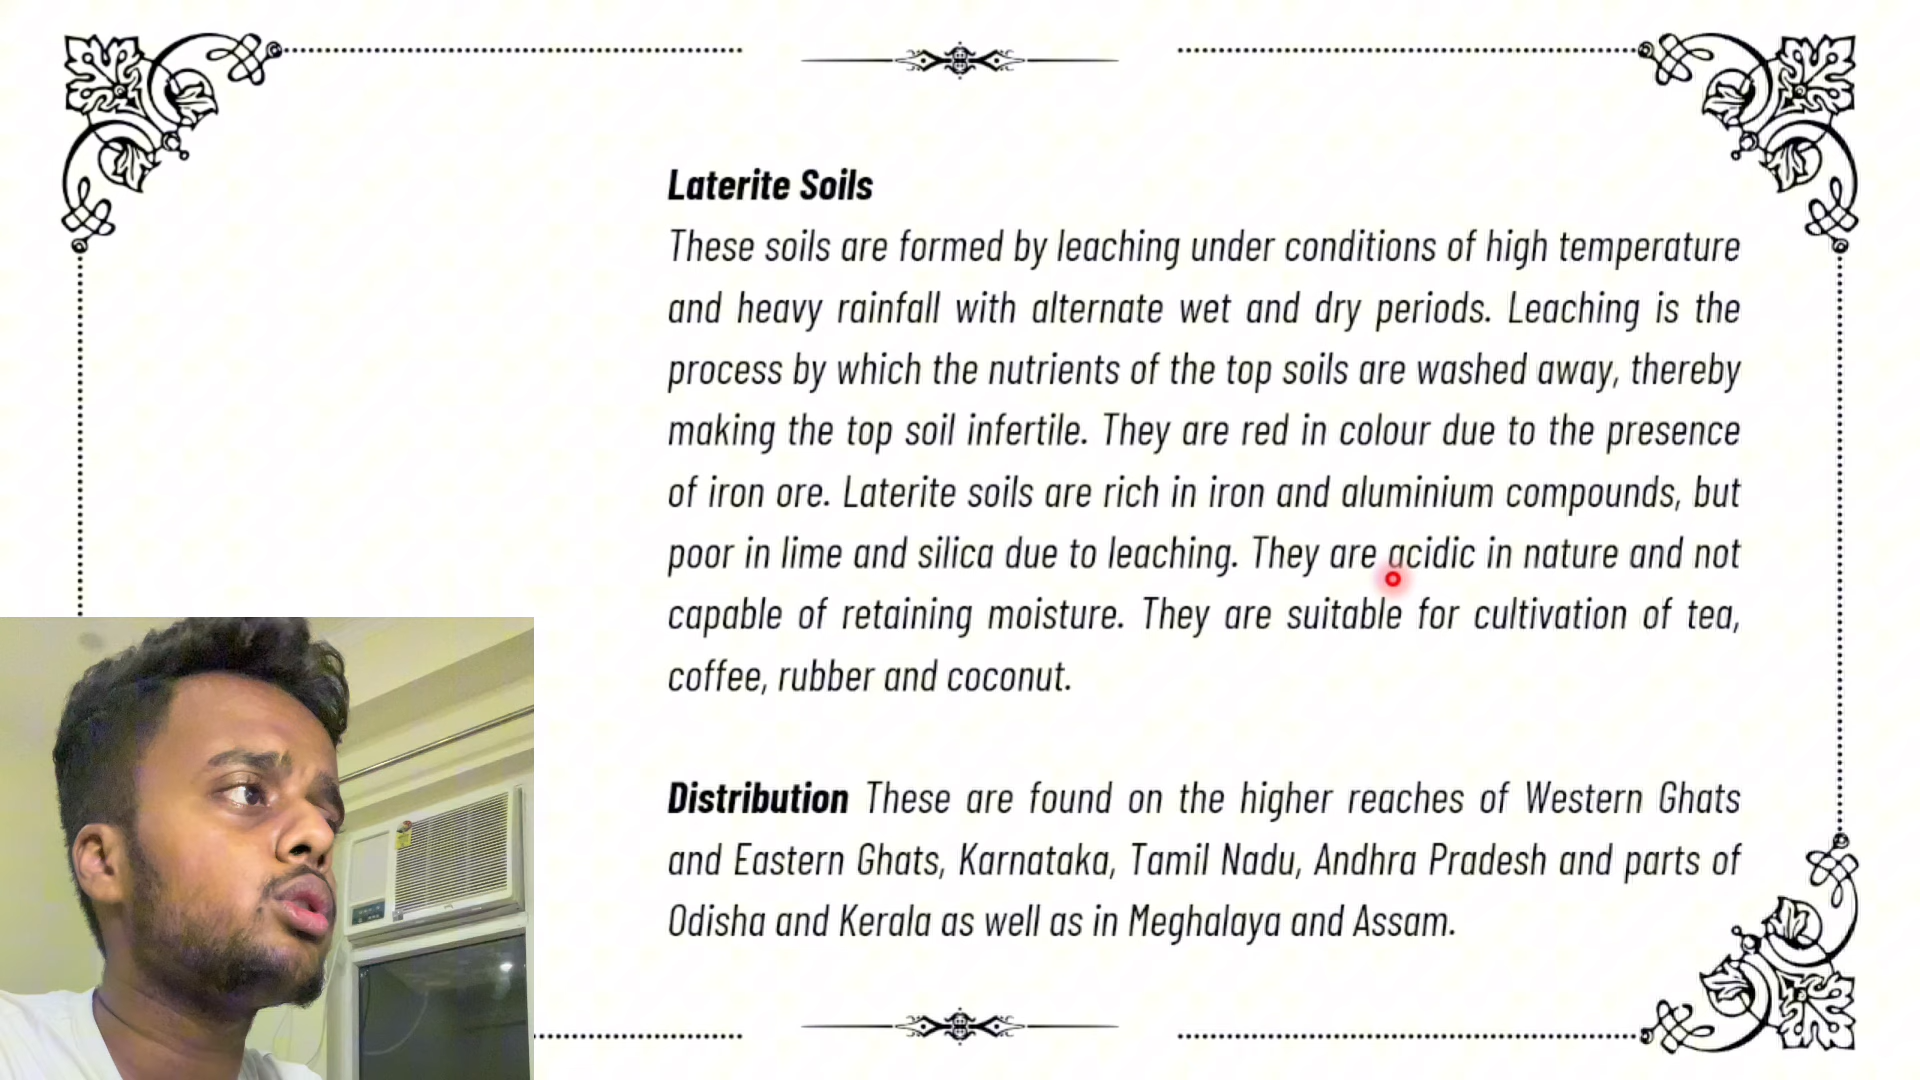 Laterite Soils
These soils are formed by leaching under conditions of high temperature
and heavy rainfall with alternate wet and dry periods. Leaching is the
process by which the nutrients of the top soils are washed away, thereby
making the top soil infertile. They are red in colour due to the presence
of iron ore. Laterite soils are rich in iron and aluminium compounds, but
poor in lime and silica due to leaching. They are acidic in nature and not
capable of retaining moisture. They are suitable for cultivation of tea,
coffee, rubber and coconut.
Distribution These are found on the higher reaches of Western Ghats
and Eastern Ghats, Karnataka, Tamil Nadu, Andhra Pradesh and parts of
Odisha and Kerala as well as in Meghalaya and Assam.